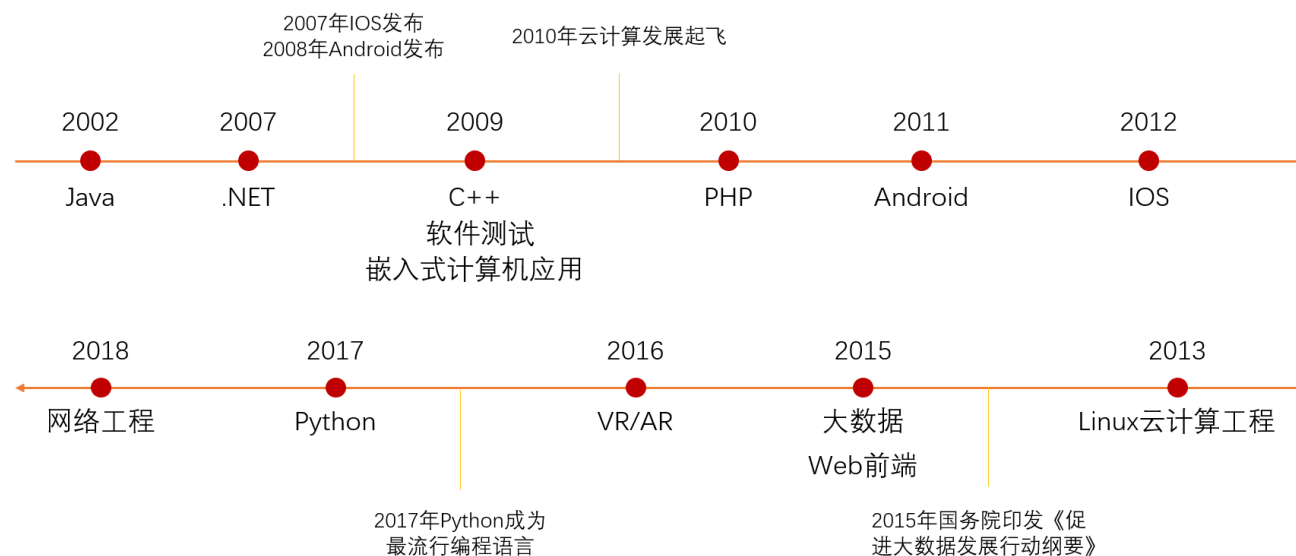 2007年IOS发布
2008年Android发布
2010年云计算发展起飞
2002
2007
2009
2010
2011
2012
Java
.NET
C++
PHP
Android
IOS
软件测试
嵌入式计算机应用
2018
2017
2016
2015
2013
网络工程
Python
VR/AR
大数据
Linux云计算工程
Web前端
2017年Python成为
最流行编程语言
2015年国务院印发《促
进大数据发展行动纲要》